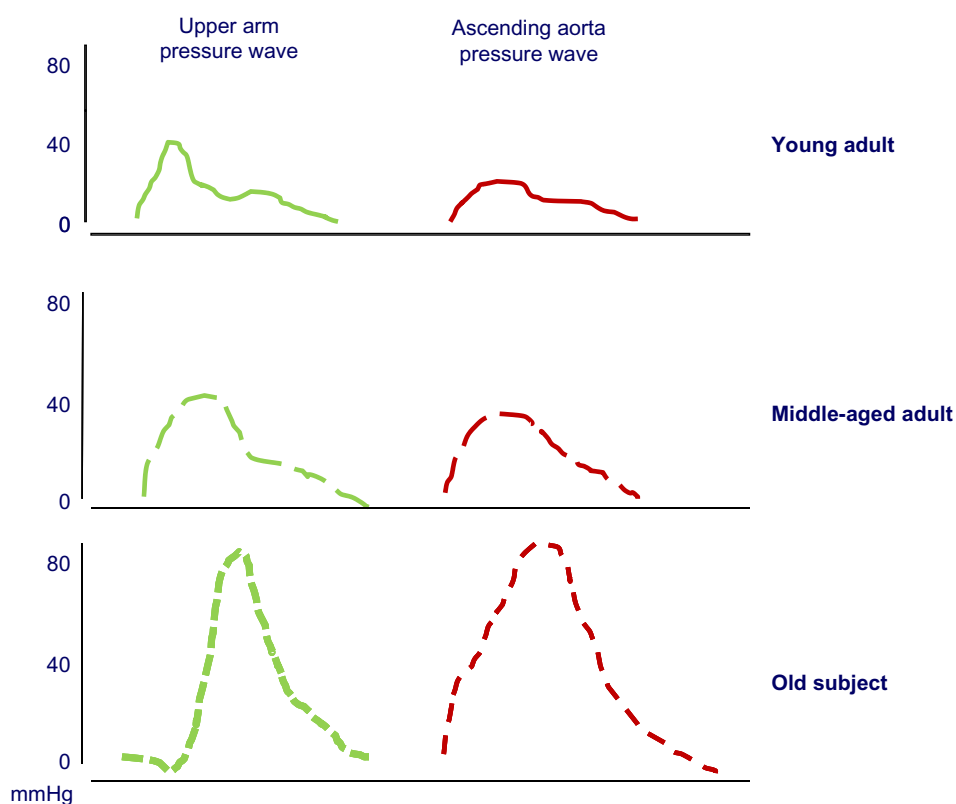 Upper arm
pressure wave
Ascending aorta
pressure wave
80
40
0
Young adult
80
40
0
Middle-aged adult
80
40
0
Old subject
mmHg